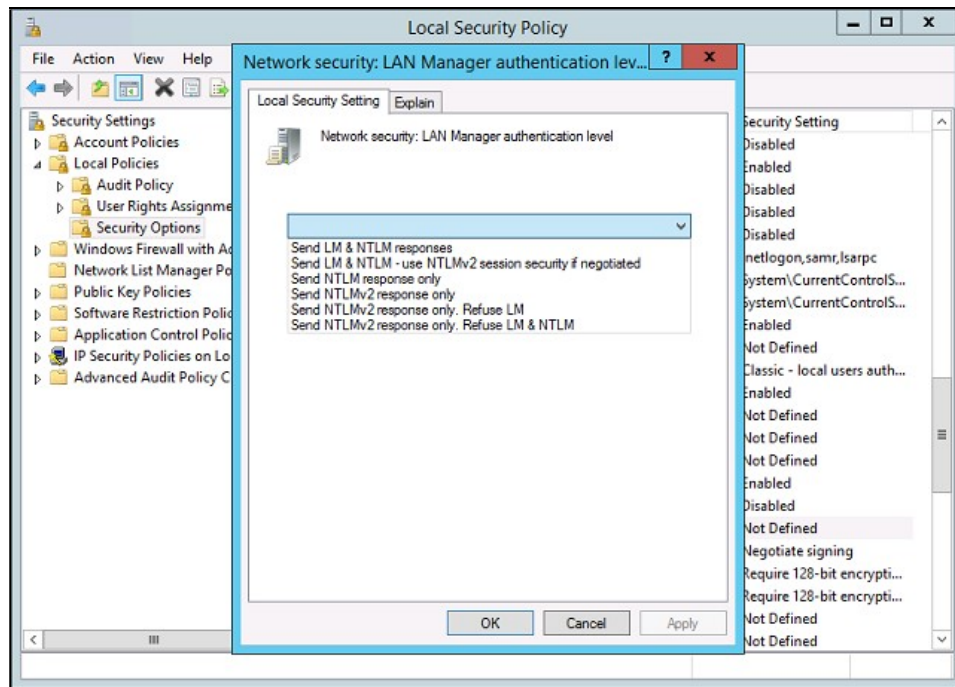 Local Security Policy
File Action View Help
Network security: LAN Manager authentication lev...
?
Local Security Setting
Explain
Network security: LAN Manager authentication level
Send LM & NTLM responses
Send LM & NTLM - use NTLMv2 session security if negotiated
Send NTLM response only
Send NTLMv2 response only
Send NTLMv2 response only. Refuse LM
Send NTLMv2 response only. Refuse LM & NTLM
OK
Cancel
Apply
Security Settings
Account Policies
Local Policies
Audit Policy
User Rights Assignme
Security Options
Windows Firewall with Ad
Network List Manager Po
Public Key Policies
Software Restriction Polic
Application Control Polic
IP Security Policies on Lo
Advanced Audit Policy C
Security Setting
Disabled
Enabled
Disabled
Disabled
Disabled
netlogon,samr,lsarpc
System\CurrentControlS...
System\CurrentControlS...
Enabled
Not Defined
Classic - local users auth...
Enabled
Not Defined
Not Defined
Not Defined
Enabled
Disabled
Not Defined
Negotiate signing
Require 128-bit encrypti...
Require 128-bit encrypti...
Not Defined
Not Defined